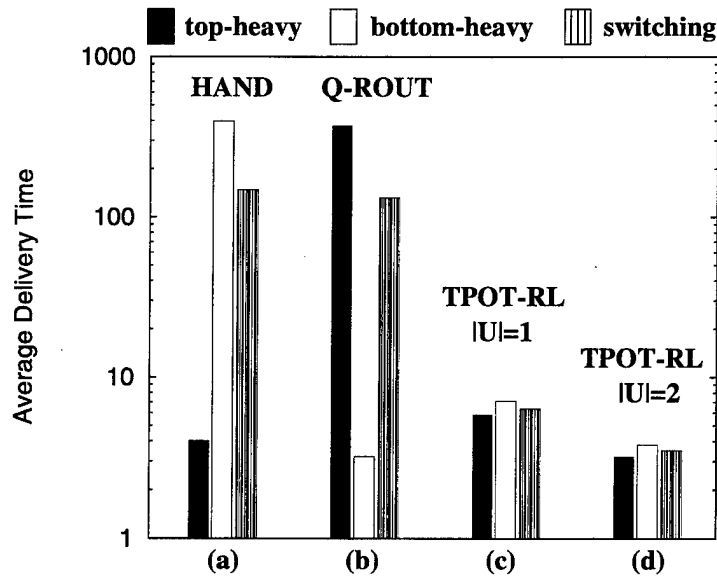 top-heavy bottom-heavy switching
1000
HAND Q-ROUT
100
TPOT-RL
|U|=1
TPOT-RL
|U|=2
10
1
Average Delivery Time
(a) (b) (c) (d)